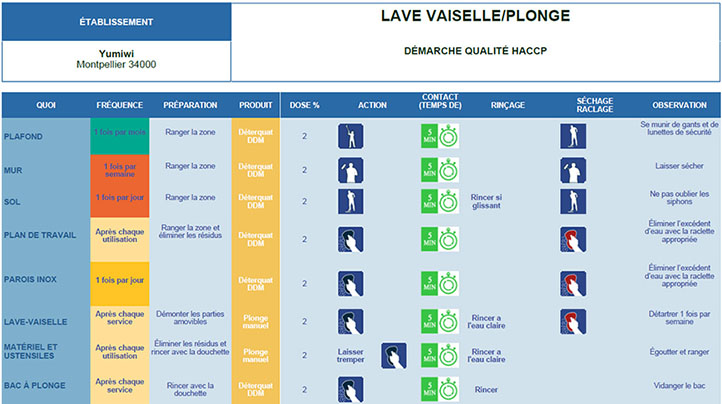 ÉTABLISSEMENT
LAVE VAISELLE/PLONGE
Yumiwi
Montpellier 34000
DÉMARCHE QUALITÉ HACCP
QUOI FRÉQUENCE PRÉPARATION PRODUIT DOSE % ACTION CONTACT (TEMPS DE) RINÇAGE SÉCHAGE RACLAGE OBSERVATION
PLAFOND 1 fois par mois Ranger la zone Déterquat DDM 2 5 MIN Se munir de gants et de lunettes de sécurité
MUR 1 fois par semaine Ranger la zone Déterquat DDM 2 5 MIN Laisser sécher
SOL 1 fois par jour Ranger la zone Déterquat DDM 2 5 MIN Rincer si glissant Ne pas oublier les siphons
PLAN DE TRAVAIL Après chaque utilisation Ranger la zone et éliminer les résidus Déterquat DDM 2 5 MIN Éliminer l'excédent d'eau avec la raclette appropriée
PAROIS INOX 1 fois par jour Déterquat DDM 2 5 MIN Éliminer l'excédent d'eau avec la raclette appropriée
LAVE-VAISELLE Après chaque service Démonter les parties amovibles Plonge manuel 2 5 MIN Rincer a l'eau claire Détartrer 1 fois par semaine
MATÉRIEL ET USTENSILES Après chaque utilisation Éliminer les résidus et rincer avec la douchette Plonge manuel 2 Laisser tremper 5 MIN Rincer a l'eau claire Égoutter et ranger
BAC À PLONGE Après chaque service Rincer avec la douchette Déterquat DDM 2 5 MIN Rincer Vidanger le bac